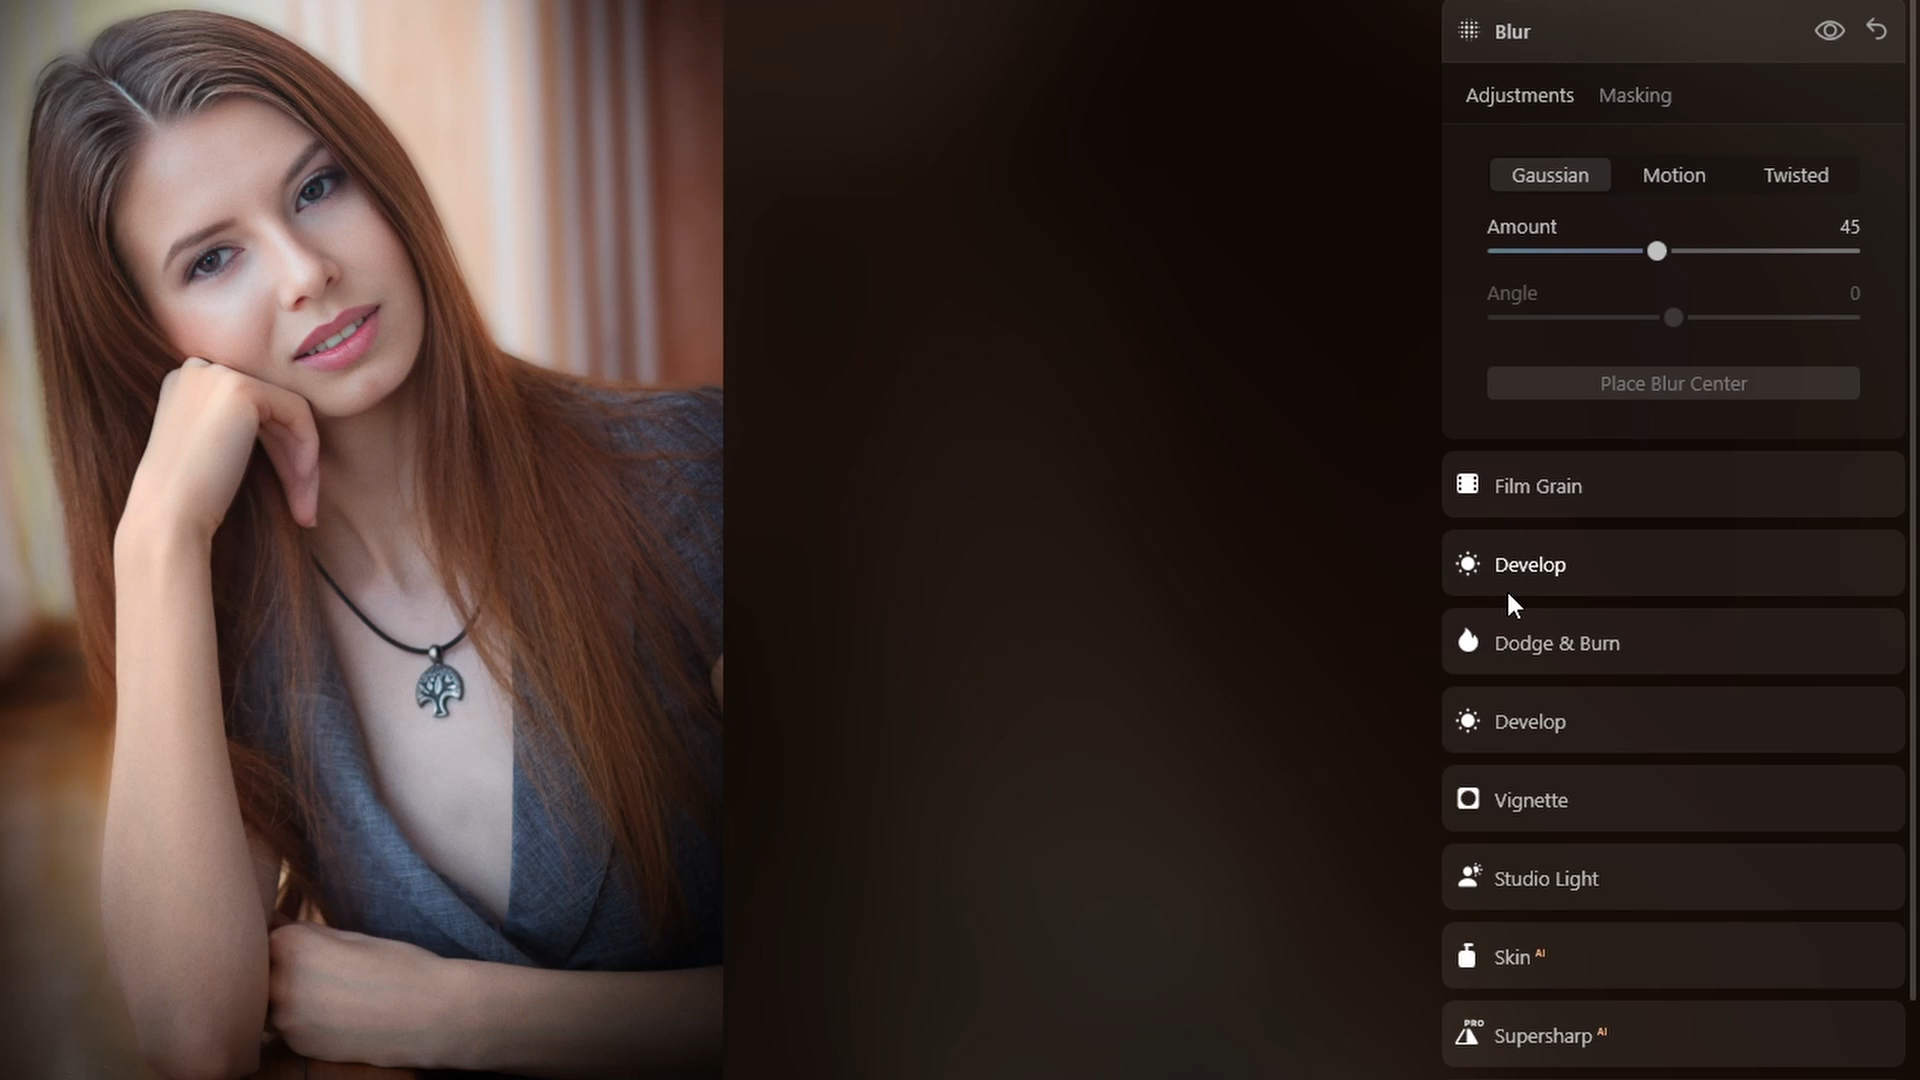 Blur
Adjustments Masking
Gaussian Motion Twisted
Amount 45
Angle 0
Place Blur Center
Film Grain
Develop
Dodge & Burn
Develop
Vignette
Studio Light
Skin AI
PRO
Supersharp AI